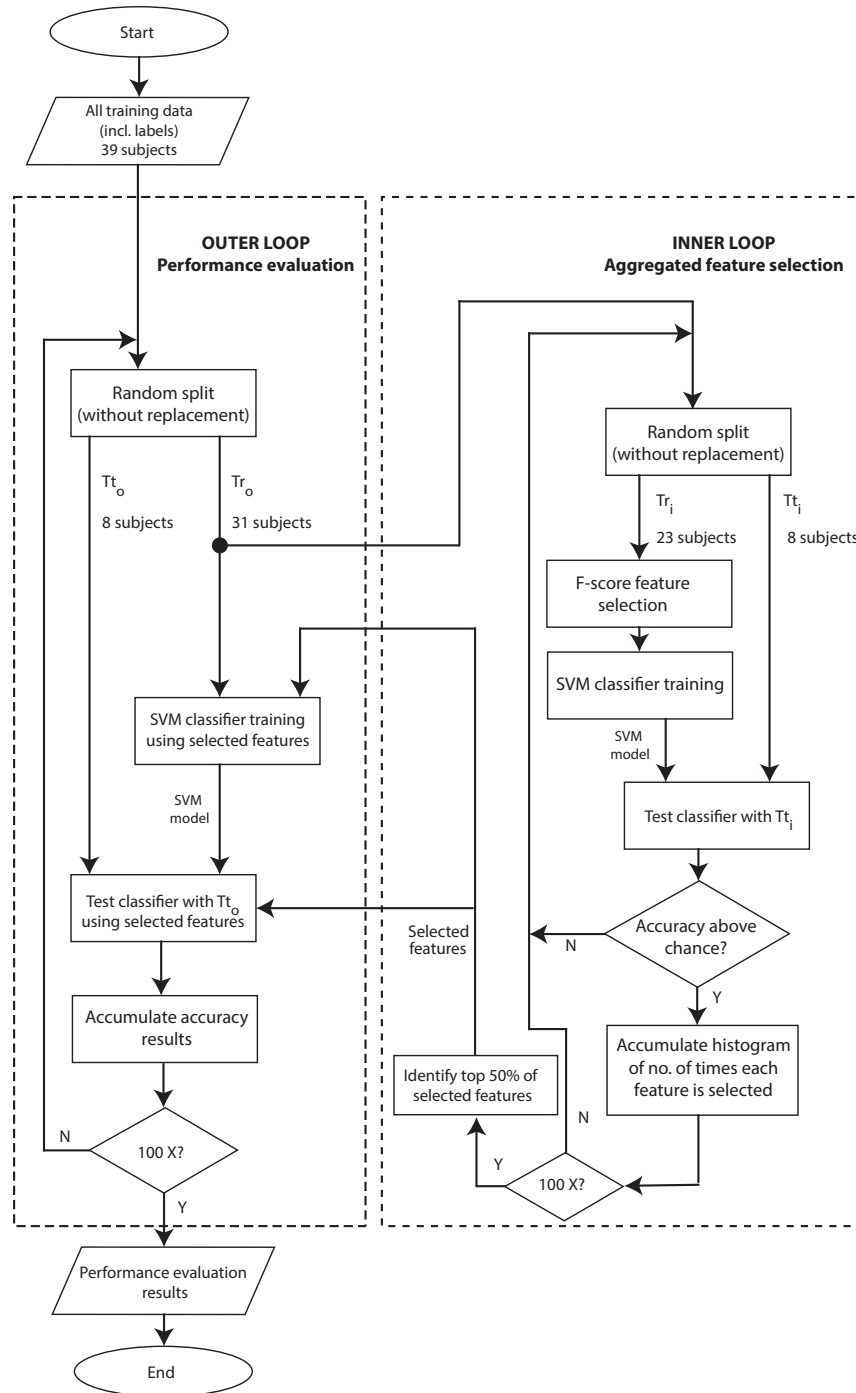 Start
All training data
(incl. labels)
39 subjects
OUTER LOOP
Performance evaluation
Random split
(without replacement)
Tt_o
8 subjects
Tr_o
31 subjects
SVM classifier training
using selected features
SVM
model
Test classifier with Tt_o
using selected features
Accumulate accuracy
results
N
100 X?
Y
Performance evaluation
results
End
INNER LOOP
Aggregated feature selection
Random split
(without replacement)
Tr_i
23 subjects
Tt_i
8 subjects
F-score feature
selection
SVM classifier training
SVM
model
Test classifier with Tt_i
Accuracy above
chance?
N
Y
Accumulate histogram
of no. of times each
feature is selected
100 X?
N
Y
Identify top 50% of
selected features
Selected
features